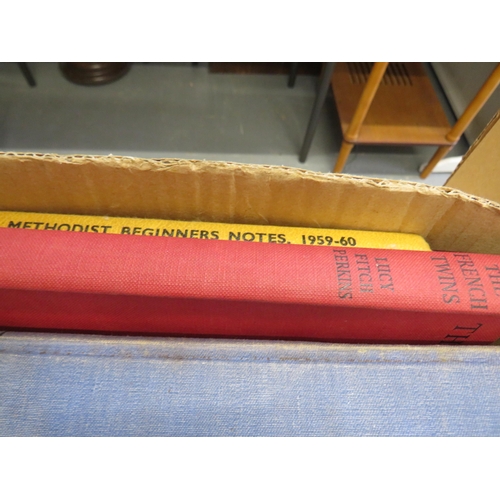 METHODIST BEGINNERS NOTES, 1959-60
LUCY
FITCH
PERKINS
THE
FRENCH
TWINS